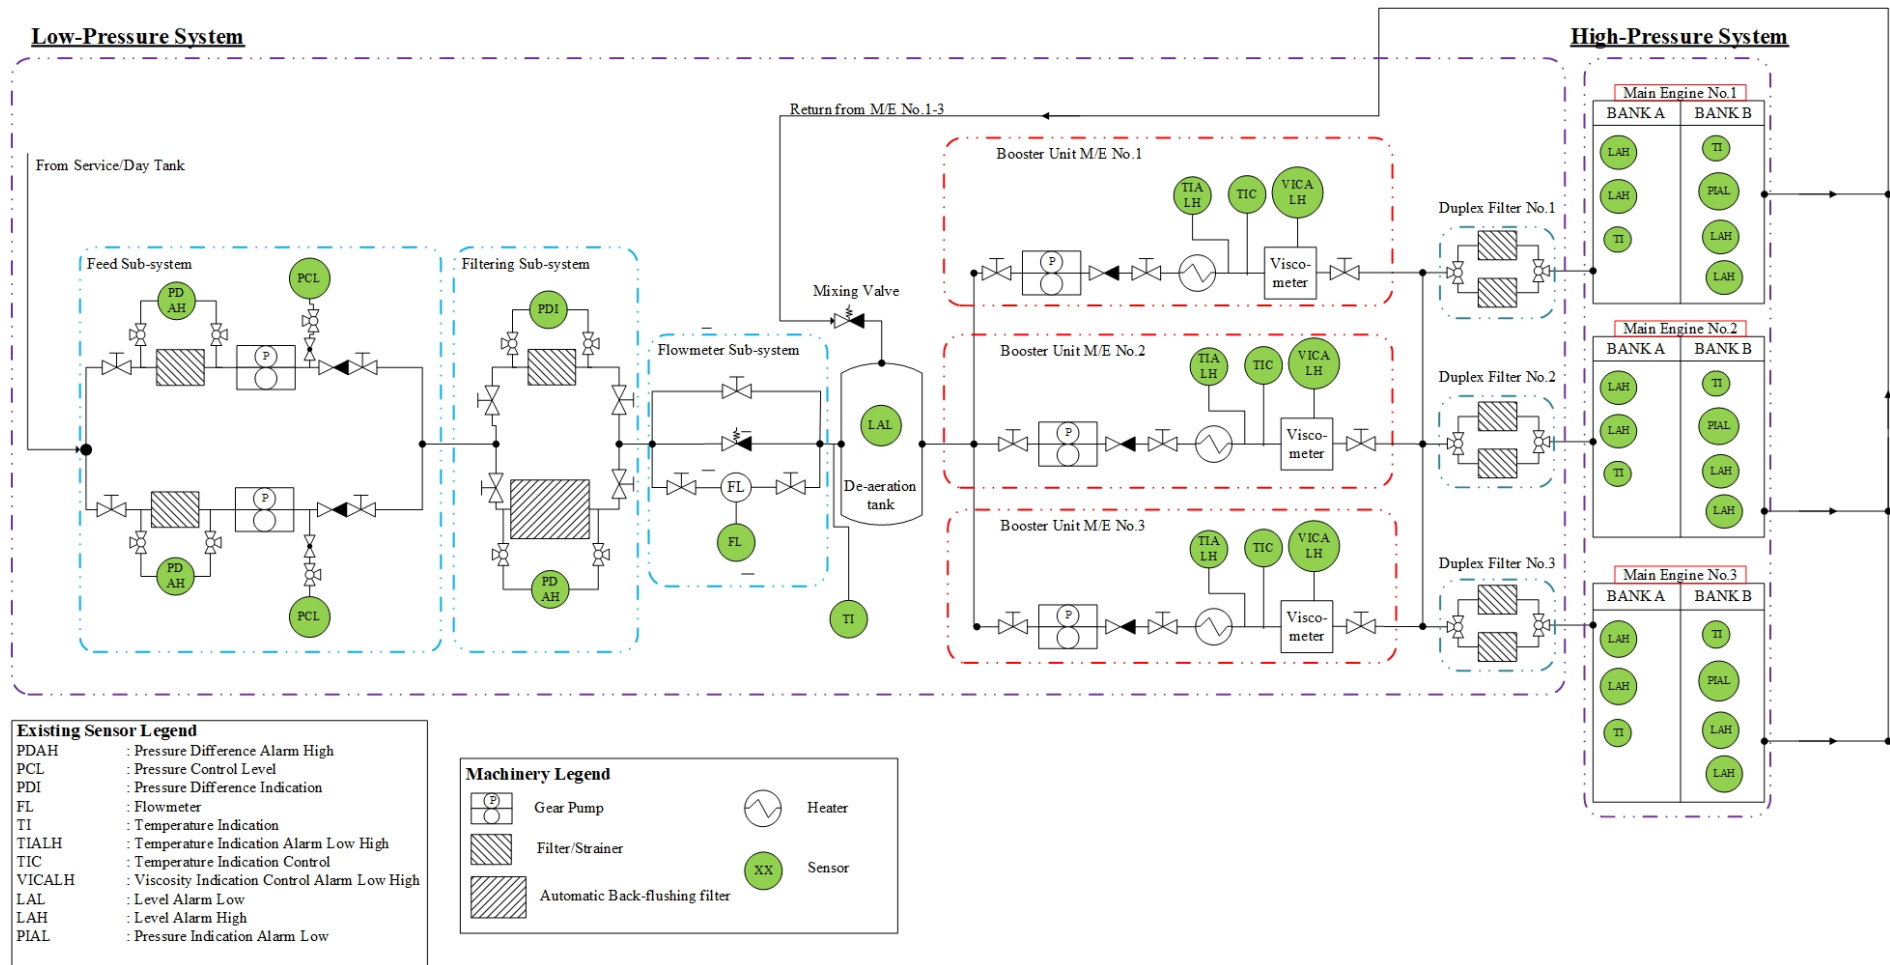 Low-Pressure System
High-Pressure System
Return from M/E No.1-3
From Service/Day Tank
Feed Sub-system
PD
AH
PCL
P
P
PD
AH
PCL
Filtering Sub-system
PDI
PD
AH
Flowmeter Sub-system
FL
FL
TI
Mixing Valve
LAL
De-aeration
tank
Booster Unit M/E No.1
TIA
LH
TIC
VICA
LH
P
Visco-
meter
Booster Unit M/E No.2
TIA
LH
TIC
VICA
LH
P
Visco-
meter
Booster Unit M/E No.3
TIA
LH
TIC
VICA
LH
P
Visco-
meter
Duplex Filter No.1
Duplex Filter No.2
Duplex Filter No.3
Main Engine No.1
BANK A BANK B
LAH TI
LAH PIAL
TI LAH
LAH
Main Engine No.2
BANK A BANK B
LAH TI
LAH PIAL
TI LAH
LAH
Main Engine No.3
BANK A BANK B
LAH TI
LAH PIAL
TI LAH
LAH
Existing Sensor Legend
PDAH : Pressure Difference Alarm High
PCL : Pressure Control Level
PDI : Pressure Difference Indication
FL : Flowmeter
TI : Temperature Indication
TIALH : Temperature Indication Alarm Low High
TIC : Temperature Indication Control
VICALH : Viscosity Indication Control Alarm Low High
LAL : Level Alarm Low
LAH : Level Alarm High
PIAL : Pressure Indication Alarm Low
Machinery Legend
P Gear Pump
Heater
Filter/Strainer
XX Sensor
Automatic Back-flushing filter